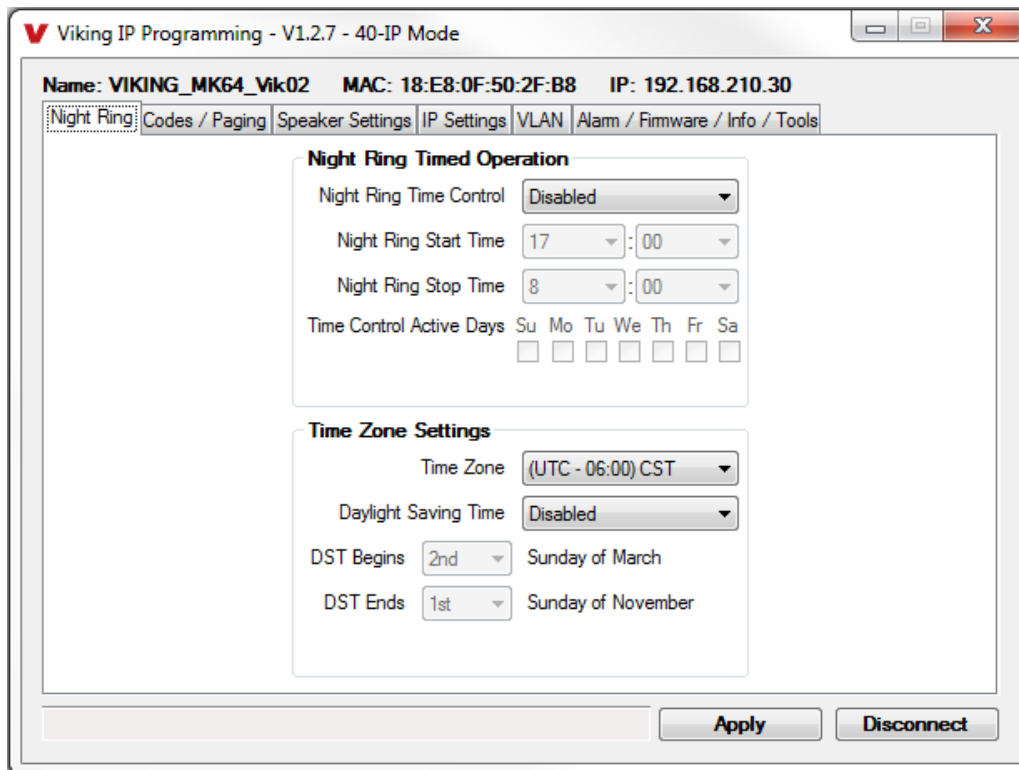 Viking IP Programming - V1.2.7 - 40-IP Mode
Name: VIKING_MK64_Vik02 MAC: 18:E8:0F:50:2F:B8 IP: 192.168.210.30
Night Ring Codes / Paging Speaker Settings IP Settings VLAN Alarm / Firmware / Info / Tools
Night Ring Timed Operation
Night Ring Time Control Disabled
Night Ring Start Time 17 : 00
Night Ring Stop Time 8 : 00
Time Control Active Days Su Mo Tu We Th Fr Sa
Time Zone Settings
Time Zone (UTC - 06:00) CST
Daylight Saving Time Disabled
DST Begins 2nd Sunday of March
DST Ends 1st Sunday of November
Apply Disconnect